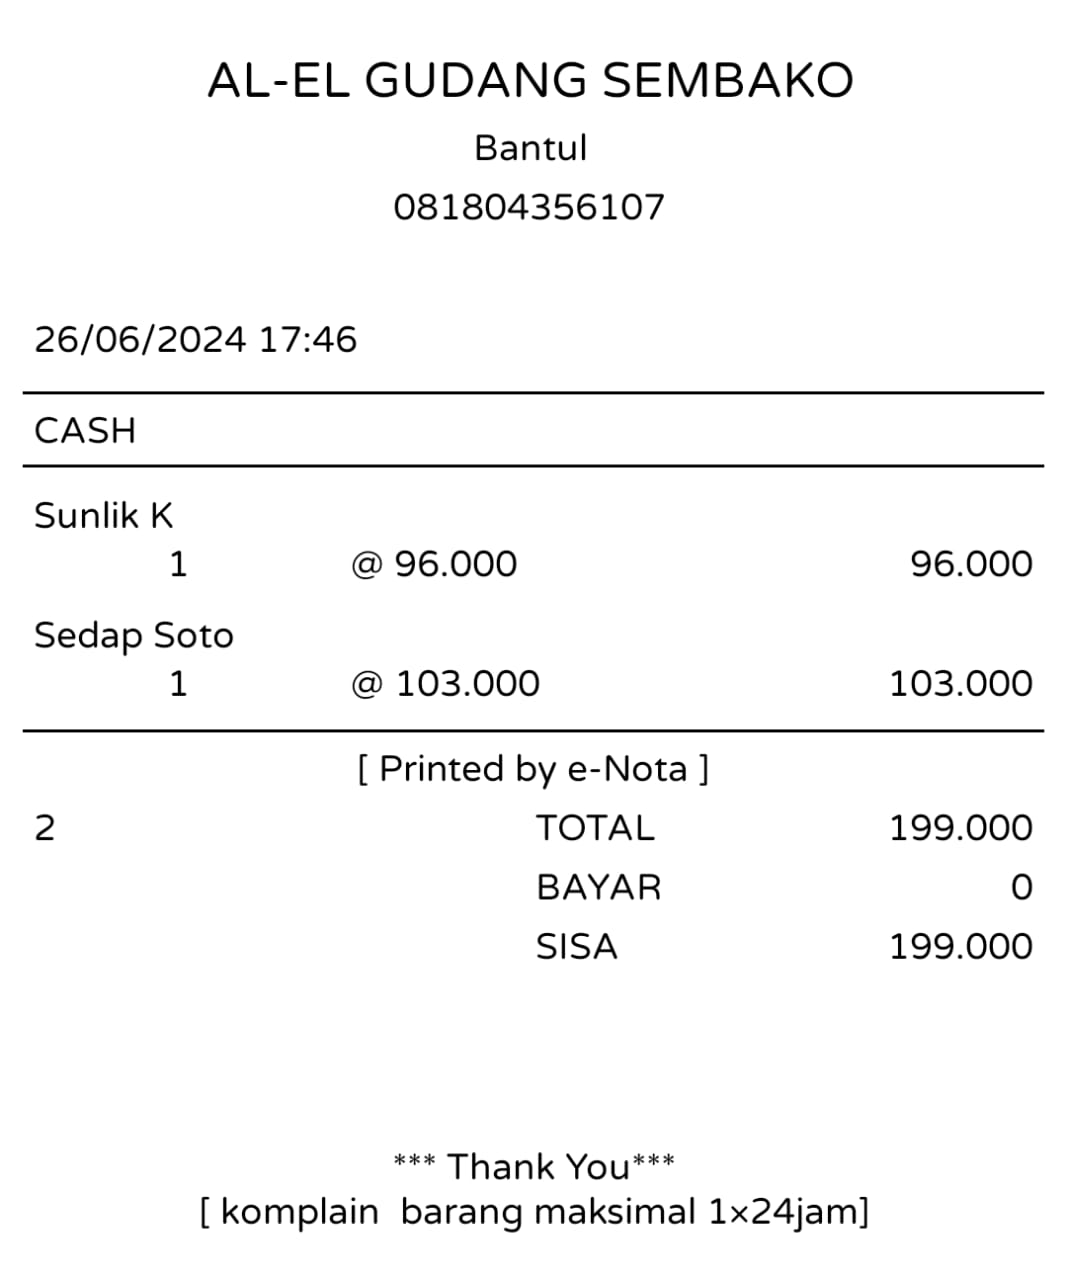 AL-EL GUDANG SEMBAKO
Bantul
081804356107
26/06/2024 17:46
CASH
Sunlik K
1 @ 96.000 96.000
Sedap Soto
1 @ 103.000 103.000
[ Printed by e-Nota ]
2 TOTAL 199.000
BAYAR 0
SISA 199.000
*** Thank You***
[ komplain  barang maksimal 1×24jam]